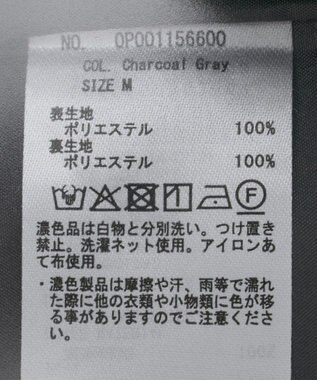 NO. OP001156600
COL. Charcoal Gray
SIZE M
表生地
ポリエステル 100%
裏生地
ポリエステル 100%
F
濃色品は白物と分別洗い。つけ置き
禁止。洗濯ネット使用。アイロンあ
て布使用。
・濃色製品は摩擦や汗、雨等で濡れ
た際に他の衣類や小物類に色が移
る事がありますのでご注意くださ
い。